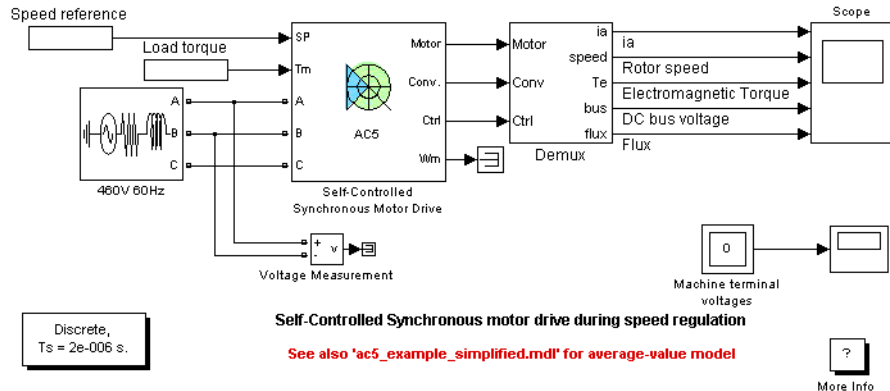 Speed reference
Load torque
SP
Tm
A
B
C
Motor
Conv.
Ctrl
Wm
AC5
Self-Controlled
Synchronous Motor Drive
A
B
C
460V 60Hz
Motor
Conv
Ctrl
ia
speed
Te
bus
flux
Demux
ia
Rotor speed
Electromagnetic Torque
DC bus voltage
Flux
Scope
+
-
v
Voltage Measurement
0
Machine terminal
voltages
Discrete,
Ts = 2e-006 s.
Self-Controlled Synchronous motor drive during speed regulation
See also 'ac5_example_simplified.mdl' for average-value model
?
More Info